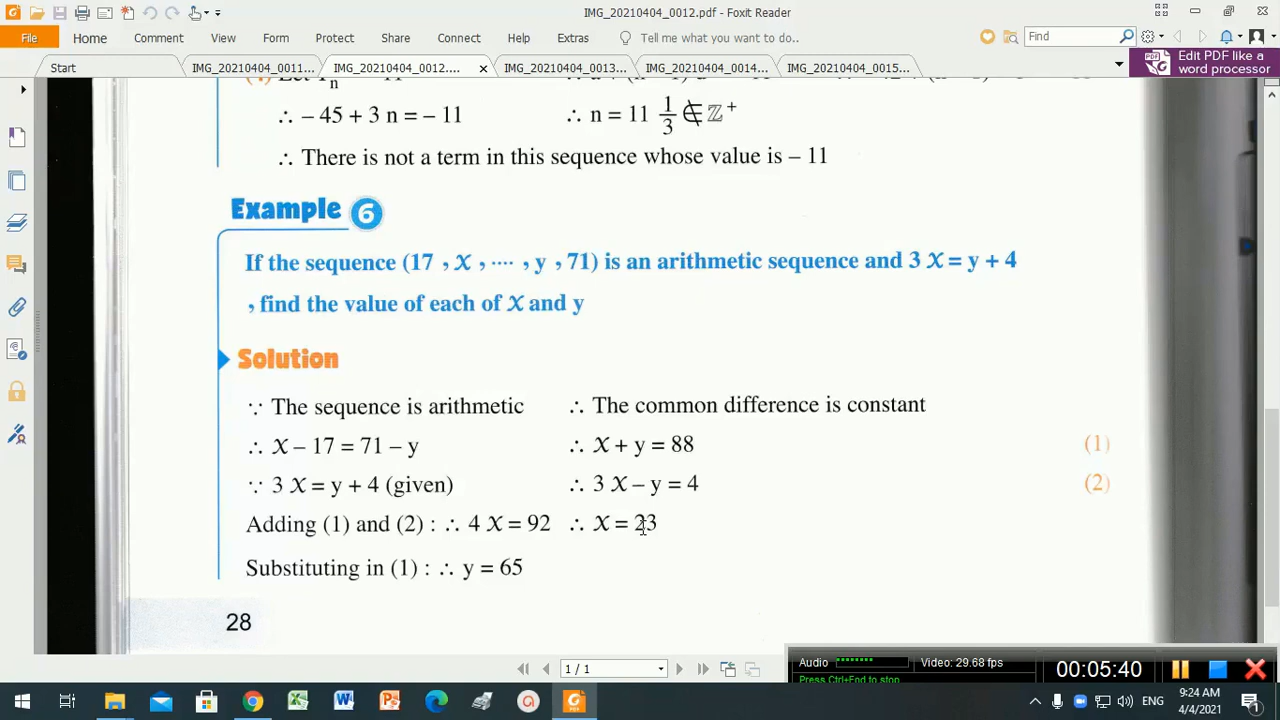 IMG_20210404_0012.pdf - Foxit Reader
File Home Comment View Form Protect Share Connect Help Extras Tell me what you want to do.. Find
Start IMG_20210404_0011... IMG_20210404_0012.... IMG_20210404_0013... IMG_20210404_0014... IMG_20210404_0015...
Edit PDF like a
word processor
∴ – 45 + 3 n = – 11 ∴ n = 11 1/3 ∉ ℤ⁺
∴ There is not a term in this sequence whose value is – 11
Example 6
If the sequence (17 , x , ···· , y , 71) is an arithmetic sequence and 3 x = y + 4
, find the value of each of x and y
Solution
∵ The sequence is arithmetic ∴ The common difference is constant
∴ x – 17 = 71 – y ∴ x + y = 88 (1)
∵ 3 x = y + 4 (given) ∴ 3 x – y = 4 (2)
Adding (1) and (2) : ∴ 4 x = 92 ∴ x = 23
Substituting in (1) : ∴ y = 65
28
1 / 1
Audio Video: 29.68 fps 00:05:40
Press Ctrl+End to stop
ENG 9:24 AM
4/4/2021